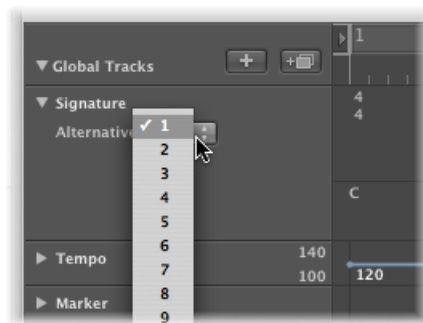 1
Global Tracks
Signature
4
4
Alternative
✓ 1
2
3
4
C
5
6
Tempo
140
7
100
120
8
Marker
9